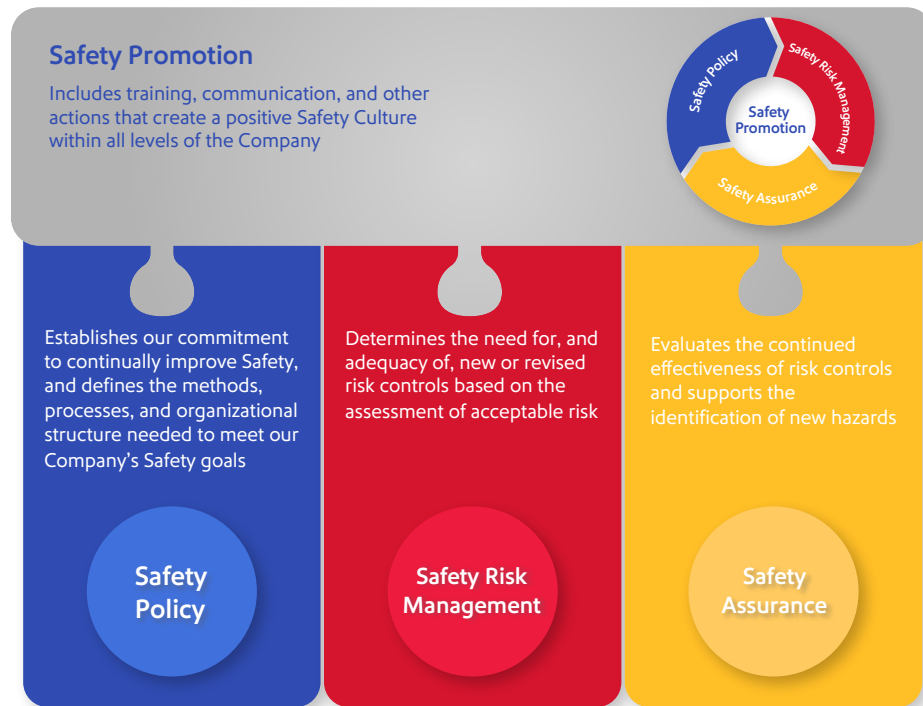 Safety Promotion
Includes training, communication, and other
actions that create a positive Safety Culture
within all levels of the Company
Safety Policy
Safety Risk Management
Safety Assurance
Safety
Promotion
Establishes our commitment
to continually improve Safety,
and defines the methods,
processes, and organizational
structure needed to meet our
Company’s Safety goals
Safety
Policy
Determines the need for, and
adequacy of, new or revised
risk controls based on the
assessment of acceptable risk
Safety Risk
Management
Evaluates the continued
effectiveness of risk controls
and supports the
identification of new hazards
Safety
Assurance